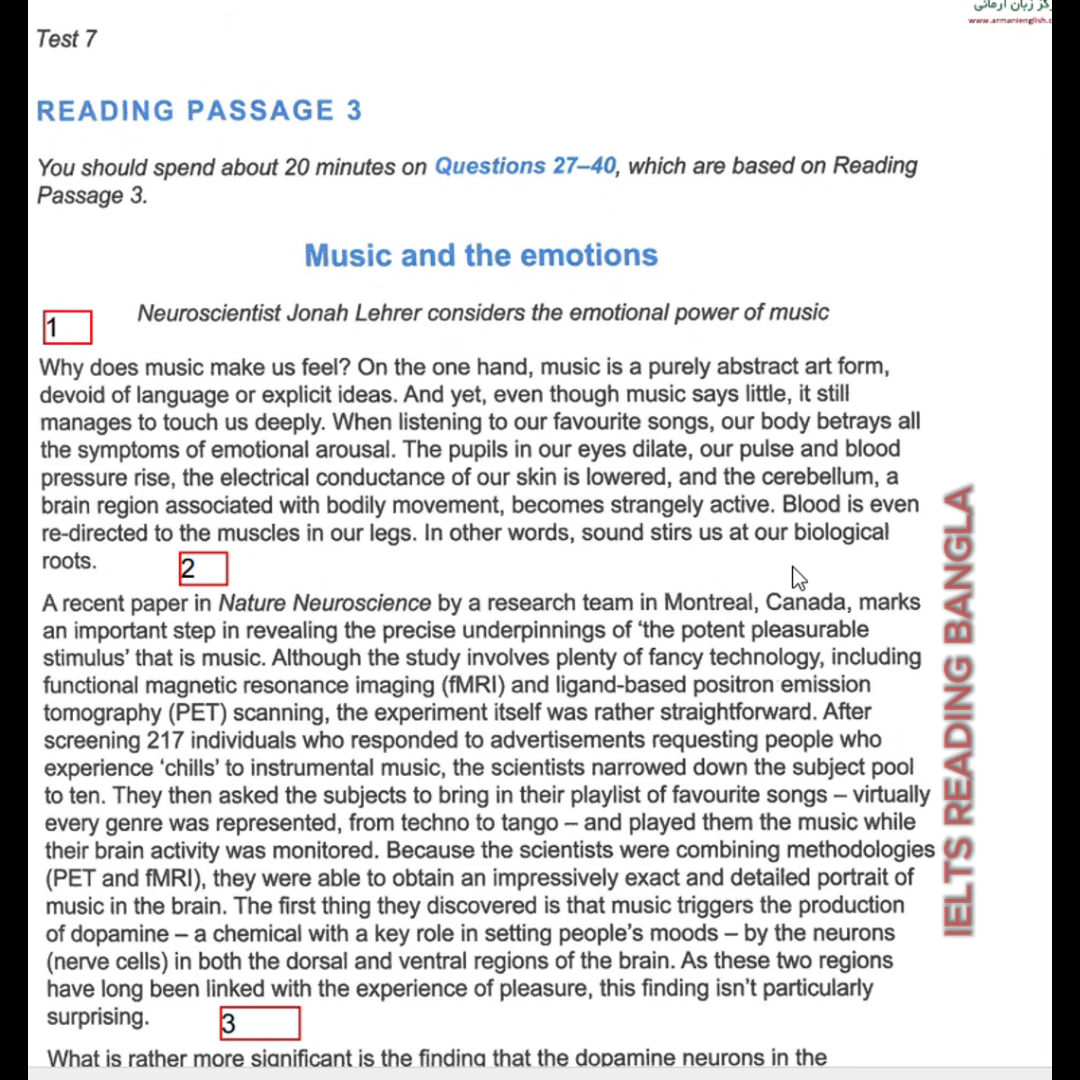 Test 7
مرکز زبان آرمانی
www.armanienglish.c
READING PASSAGE 3
You should spend about 20 minutes on Questions 27–40, which are based on Reading
Passage 3.
Music and the emotions
Neuroscientist Jonah Lehrer considers the emotional power of music
1
Why does music make us feel? On the one hand, music is a purely abstract art form,
devoid of language or explicit ideas. And yet, even though music says little, it still
manages to touch us deeply. When listening to our favourite songs, our body betrays all
the symptoms of emotional arousal. The pupils in our eyes dilate, our pulse and blood
pressure rise, the electrical conductance of our skin is lowered, and the cerebellum, a
brain region associated with bodily movement, becomes strangely active. Blood is even
re-directed to the muscles in our legs. In other words, sound stirs us at our biological
roots.
2
A recent paper in Nature Neuroscience by a research team in Montreal, Canada, marks
an important step in revealing the precise underpinnings of ‘the potent pleasurable
stimulus’ that is music. Although the study involves plenty of fancy technology, including
functional magnetic resonance imaging (fMRI) and ligand-based positron emission
tomography (PET) scanning, the experiment itself was rather straightforward. After
screening 217 individuals who responded to advertisements requesting people who
experience ‘chills’ to instrumental music, the scientists narrowed down the subject pool
to ten. They then asked the subjects to bring in their playlist of favourite songs – virtually
every genre was represented, from techno to tango – and played them the music while
their brain activity was monitored. Because the scientists were combining methodologies
(PET and fMRI), they were able to obtain an impressively exact and detailed portrait of
music in the brain. The first thing they discovered is that music triggers the production
of dopamine – a chemical with a key role in setting people’s moods – by the neurons
(nerve cells) in both the dorsal and ventral regions of the brain. As these two regions
have long been linked with the experience of pleasure, this finding isn’t particularly
surprising.
3
What is rather more significant is the finding that the dopamine neurons in the
IELTS READING BANGLA